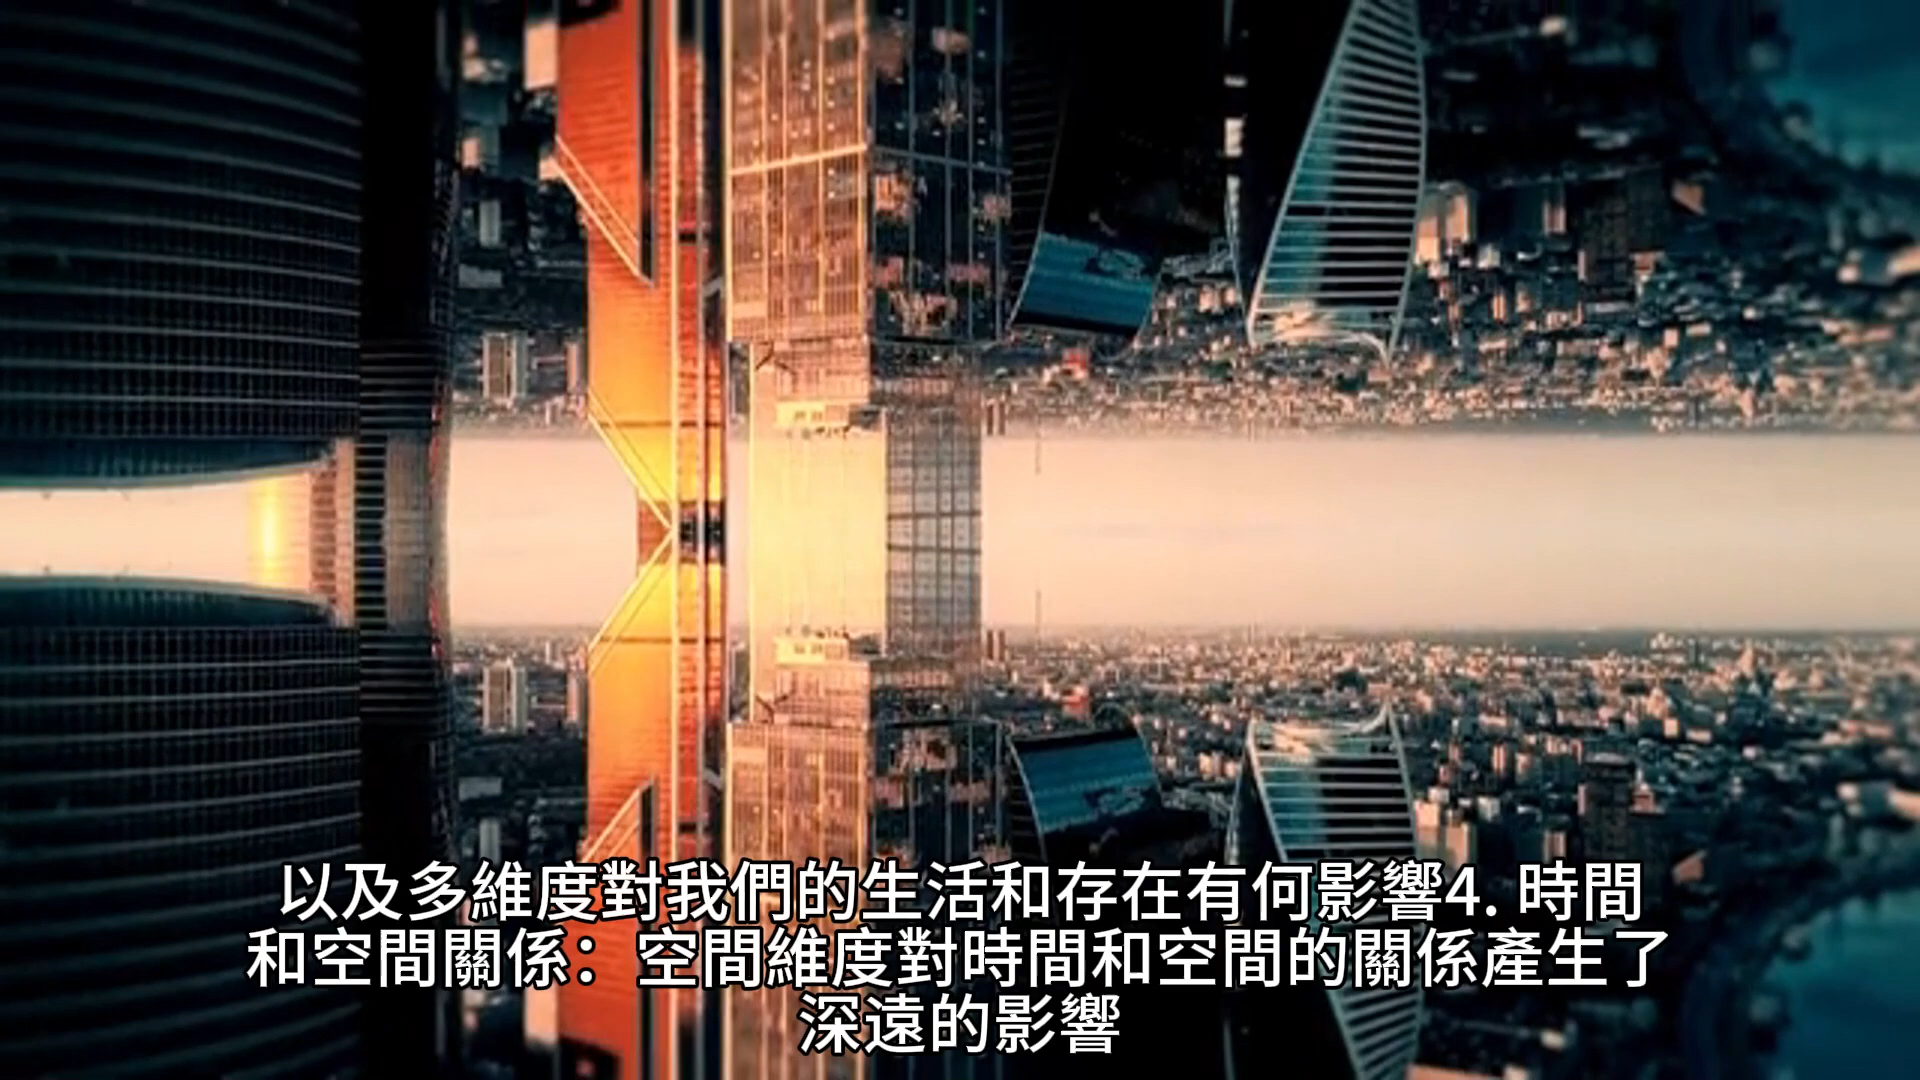 以及多維度對我們的生活和存在有何影響4. 時間
和空間關係：空間維度對時間和空間的關係產生了
深遠的影響